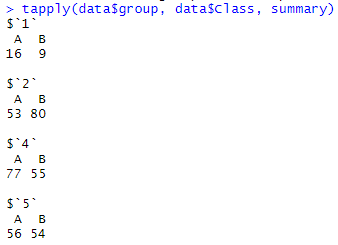 > tapply(data$group, data$Class, summary)
$`1`
 A  B
16  9
$`2`
 A  B
53 80
$`4`
 A  B
77 55
$`5`
 A  B
56 54